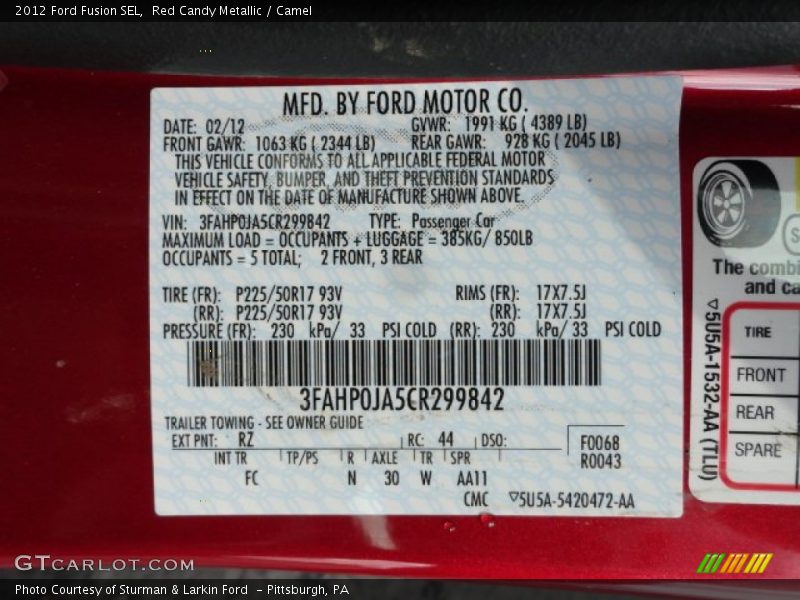 2012 Ford Fusion SEL, Red Candy Metallic / Camel
MFD. BY FORD MOTOR CO.
DATE: 02/12 GVWR: 1991 KG ( 4389 LB)
FRONT GAWR: 1063 KG ( 2344 LB) REAR GAWR: 928 KG ( 2045 LB)
THIS VEHICLE CONFORMS TO ALL APPLICABLE FEDERAL MOTOR
VEHICLE SAFETY, BUMPER, AND THEFT PREVENTION STANDARDS
IN EFFECT ON THE DATE OF MANUFACTURE SHOWN ABOVE.
VIN: 3FAHP0JA5CR299842 TYPE: Passenger Car
MAXIMUM LOAD = OCCUPANTS + LUGGAGE = 385KG/ 850LB
OCCUPANTS = 5 TOTAL; 2 FRONT, 3 REAR
TIRE (FR): P225/50R17 93V RIMS (FR): 17X7.5J
(RR): P225/50R17 93V (RR): 17X7.5J
PRESSURE (FR): 230 kPa/ 33 PSI COLD (RR): 230 kPa/ 33 PSI COLD
3FAHP0JA5CR299842
TRAILER TOWING - SEE OWNER GUIDE
EXT PNT: RZ RC: 44 DSO: F0068
R0043
INT TR TP/PS R AXLE TR SPR
FC N 30 W AA11
CMC ▽5U5A-5420472-AA
The combi
and ca
▽5U5A-1532-AA (TLU)
TIRE
FRONT
REAR
SPARE
GTCARLOT.COM
Photo Courtesy of Sturman & Larkin Ford - Pittsburgh, PA